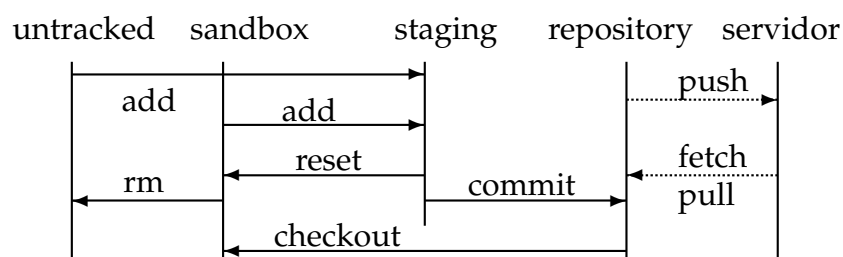 untracked sandbox staging repository servidor
push
add
add
reset
fetch
rm
commit
pull
checkout